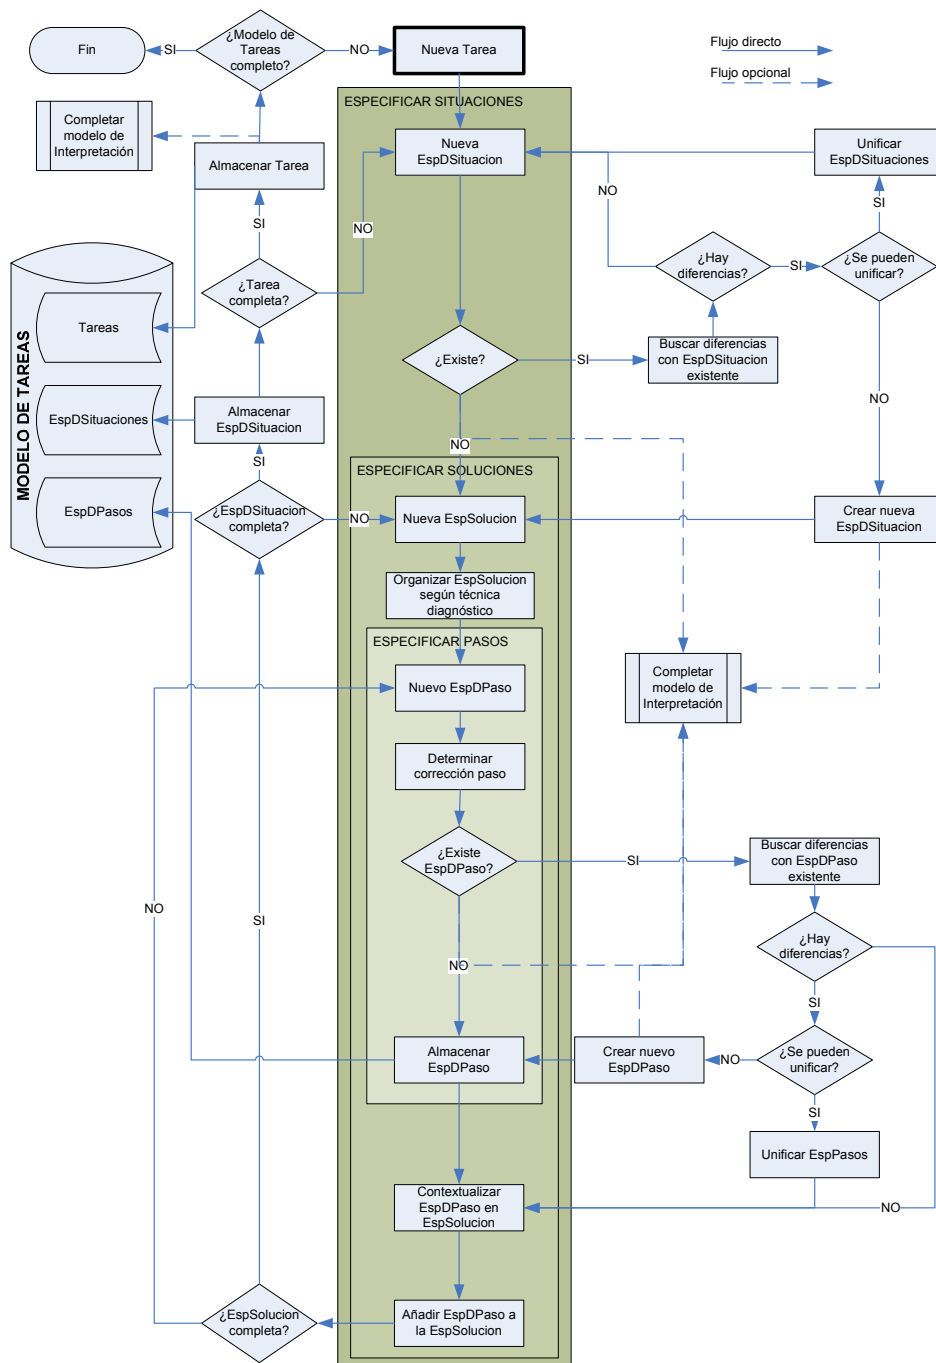 Fin
SI
¿Modelo de
Tareas
completo?
NO
Nueva Tarea
Flujo directo
Flujo opcional
Completar
modelo de
Interpretación
Almacenar Tarea
ESPECIFICAR SITUACIONES
Nueva
EspDSituacion
Unificar
EspDSituaciones
NO
SI
SI
NO
¿Tarea
completa?
¿Hay
diferencias?
SI
¿Se pueden
unificar?
MODELO DE TAREAS
Tareas
¿Existe?
SI
Buscar diferencias
con EspDSituacion
existente
EspDSituaciones
Almacenar
EspDSituacion
NO
NO
SI
ESPECIFICAR SOLUCIONES
EspDPasos
¿EspDSituacion
completa?
NO
Nueva EspSolucion
Crear nueva
EspDSituacion
Organizar EspSolucion
según técnica
diagnóstico
ESPECIFICAR PASOS
Nuevo EspDPaso
Completar
modelo de
Interpretación
Determinar
corrección paso
¿Existe
EspDPaso?
SI
Buscar diferencias
con EspDPaso
existente
NO
SI
¿Hay
diferencias?
NO
SI
Almacenar
EspDPaso
Crear nuevo
EspDPaso
NO
¿Se pueden
unificar?
SI
Unificar EspPasos
Contextualizar
EspDPaso en
EspSolucion
NO
¿EspSolucion
completa?
Añadir EspDPaso a
la EspSolucion